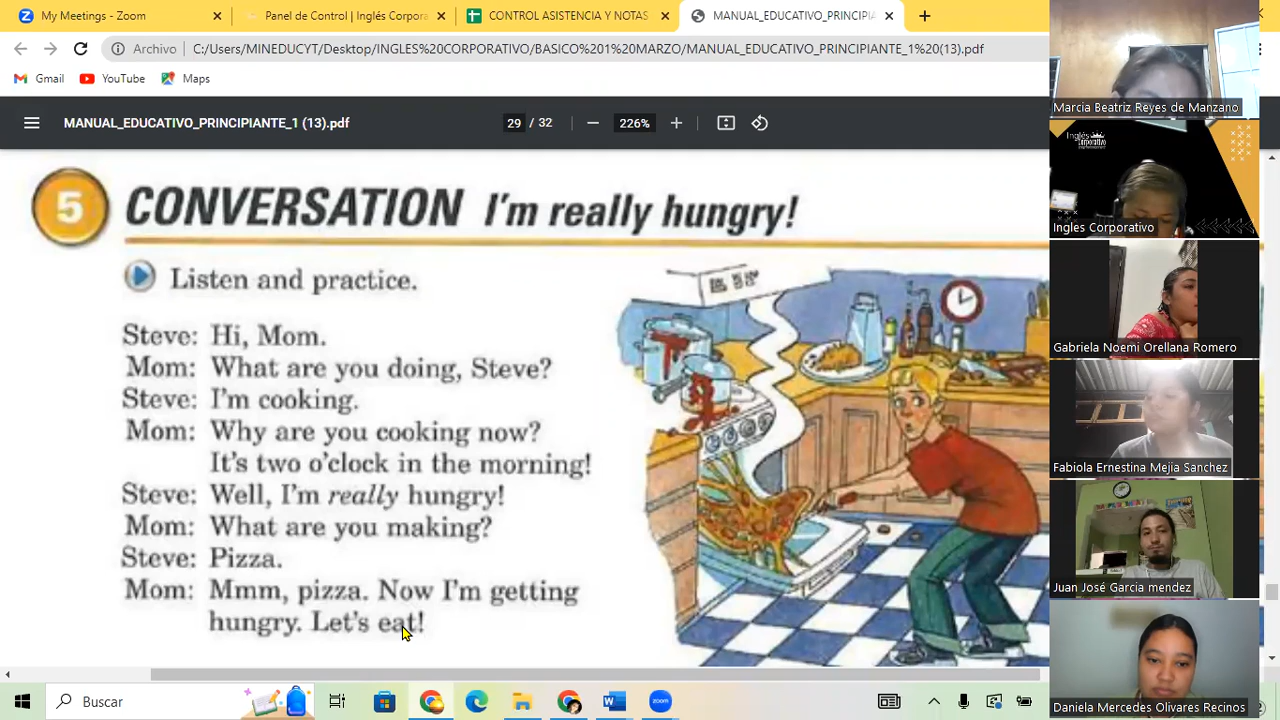 My Meetings - Zoom
Panel de Control | Inglés Corpora
CONTROL ASISTENCIA Y NOTAS
MANUAL_EDUCATIVO_PRINCIPIA
Archivo
C:/Users/MINEDUCYT/Desktop/INGLES%20CORPORATIVO/BASICO%201%20MARZO/MANUAL_EDUCATIVO_PRINCIPIANTE_1%20(13).pdf
Gmail
YouTube
Maps
MANUAL_EDUCATIVO_PRINCIPIANTE_1 (13).pdf
29 / 32
226%
5 CONVERSATION I'm really hungry!
Listen and practice.
Steve: Hi, Mom.
Mom: What are you doing, Steve?
Steve: I'm cooking.
Mom: Why are you cooking now?
It's two o'clock in the morning!
Steve: Well, I'm really hungry!
Mom: What are you making?
Steve: Pizza.
Mom: Mmm, pizza. Now I'm getting
hungry. Let's eat!
Marcia Beatriz Reyes de Manzano
Inglés
Corporativo
Ingles Corporativo
Gabriela Noemi Orellana Romero
Fabiola Ernestina Mejia Sanchez
Juan José Garcia mendez
Daniela Mercedes Olivares Recinos
Buscar
zoom